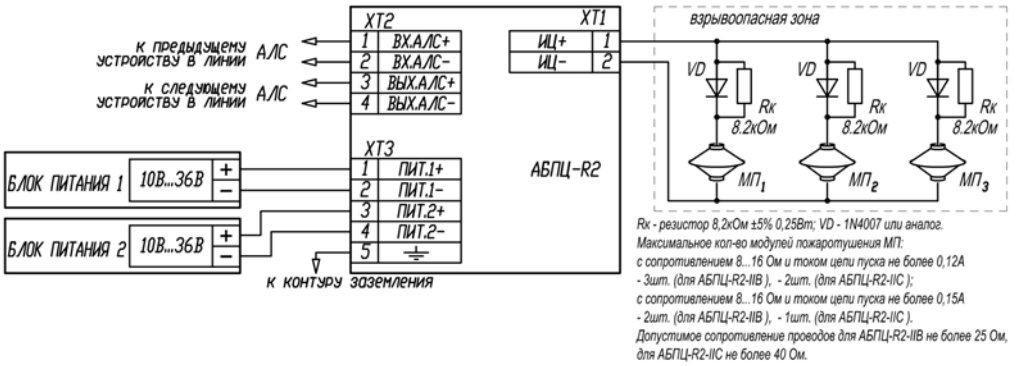 XT2
XT1
взрывоопасная зона
к предыдущему
устройству в линии
АЛС
1 ВХ.АЛС+
2 ВХ.АЛС-
к следующему
устройству в линии
АЛС
3 ВЫХ.АЛС+
4 ВЫХ.АЛС-
ИЦ+ 1
ИЦ- 2
VD
VD
VD
Rк
8.2кОм
Rк
8.2кОм
Rк
8.2кОм
МП1
МП2
МП3
XT3
АБПЦ-R2
БЛОК ПИТАНИЯ 1
10В...36В
+
-
1 ПИТ.1+
2 ПИТ.1-
БЛОК ПИТАНИЯ 2
10В...36В
+
-
3 ПИТ.2+
4 ПИТ.2-
5
к контуру заземления
Rк - резистор 8,2кОм ±5% 0,25Вт; VD - 1N4007 или аналог.
Максимальное кол-во модулей пожаротушения МП:
с сопротивлением 8...16 Ом и током цепи пуска не более 0,12А
- 3шт. (для АБПЦ-R2-IIB ), - 2шт. (для АБПЦ-R2-IIC );
с сопротивлением 8...16 Ом и током цепи пуска не более 0,15А
- 2шт. (для АБПЦ-R2-IIB ), - 1шт. (для АБПЦ-R2-IIC ).
Допустимое сопротивление проводов для АБПЦ-R2-IIB не более 25 Ом,
для АБПЦ-R2-IIC не более 40 Ом.